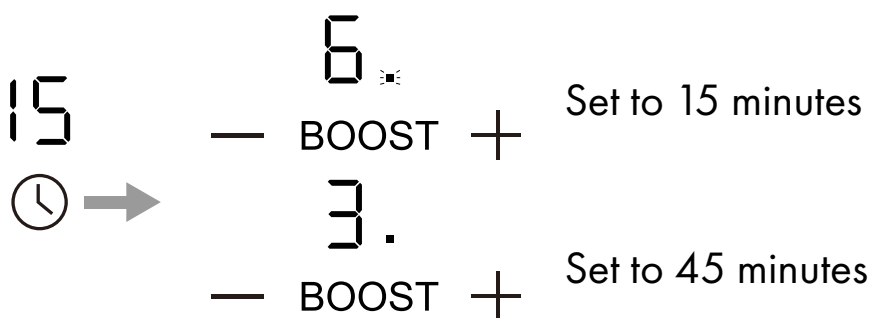 15
6.
— BOOST +
Set to 15 minutes
3.
— BOOST +
Set to 45 minutes